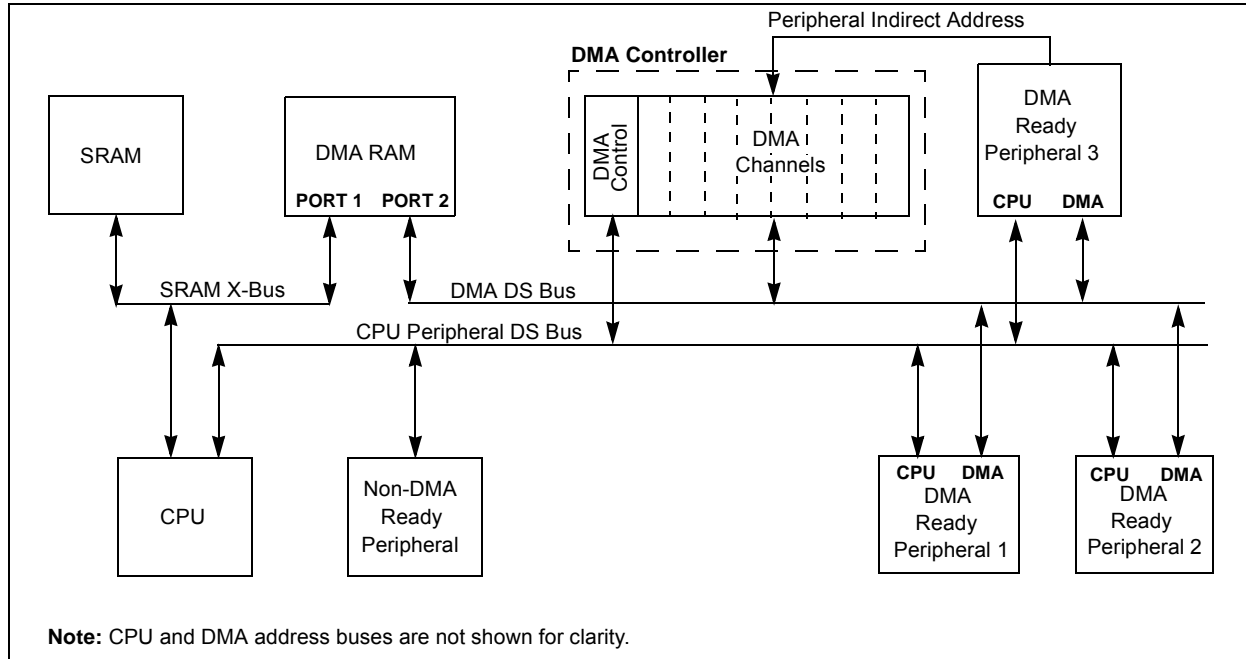 Peripheral Indirect Address
DMA Controller
SRAM
DMA RAM
PORT 1 PORT 2
DMA
Control
DMA
Channels
DMA
Ready
Peripheral 3
CPU DMA
SRAM X-Bus
DMA DS Bus
CPU Peripheral DS Bus
CPU
Non-DMA
Ready
Peripheral
CPU DMA
DMA
Ready
Peripheral 1
CPU DMA
DMA
Ready
Peripheral 2
Note: CPU and DMA address buses are not shown for clarity.